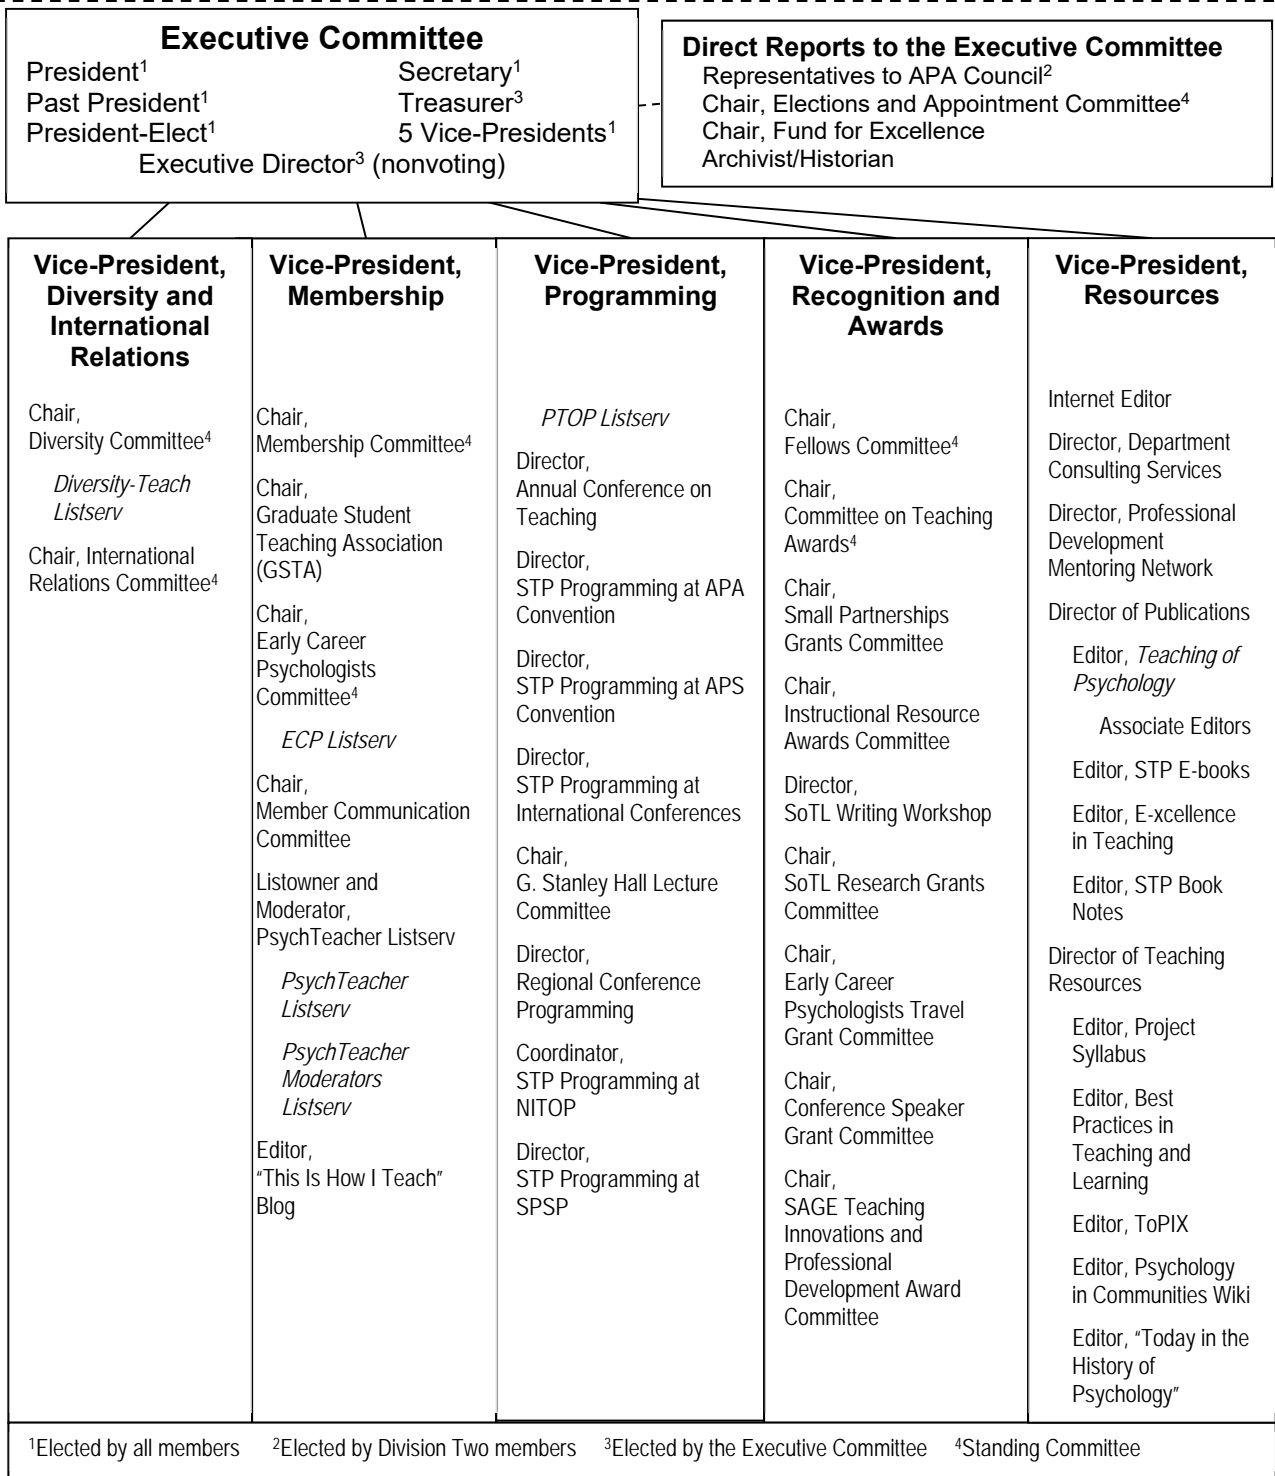 Executive Committee
President¹ Secretary¹
Past President¹ Treasurer³
President-Elect¹ 5 Vice-Presidents¹
Executive Director³ (nonvoting)
Direct Reports to the Executive Committee
Representatives to APA Council²
Chair, Elections and Appointment Committee⁴
Chair, Fund for Excellence
Archivist/Historian
Vice-President,
Diversity and
International
Relations
Chair,
Diversity Committee⁴
Diversity-Teach
Listserv
Chair, International
Relations Committee⁴
Vice-President,
Membership
Chair,
Membership Committee⁴
Chair,
Graduate Student
Teaching Association
(GSTA)
Chair,
Early Career
Psychologists
Committee⁴
ECP Listserv
Chair,
Member Communication
Committee
Listowner and
Moderator,
PsychTeacher Listserv
PsychTeacher
Listserv
PsychTeacher
Moderators
Listserv
Editor,
“This Is How I Teach”
Blog
Vice-President,
Programming
PTOP Listserv
Director,
Annual Conference on
Teaching
Director,
STP Programming at APA
Convention
Director,
STP Programming at APS
Convention
Director,
STP Programming at
International Conferences
Chair,
G. Stanley Hall Lecture
Committee
Director,
Regional Conference
Programming
Coordinator,
STP Programming at
NITOP
Director,
STP Programming at
SPSP
Vice-President,
Recognition and
Awards
Chair,
Fellows Committee⁴
Chair,
Committee on Teaching
Awards⁴
Chair,
Small Partnerships
Grants Committee
Chair,
Instructional Resource
Awards Committee
Director,
SoTL Writing Workshop
Chair,
SoTL Research Grants
Committee
Chair,
Early Career
Psychologists Travel
Grant Committee
Chair,
Conference Speaker
Grant Committee
Chair,
SAGE Teaching
Innovations and
Professional
Development Award
Committee
Vice-President,
Resources
Internet Editor
Director, Department
Consulting Services
Director, Professional
Development
Mentoring Network
Director of Publications
Editor, Teaching of
Psychology
Associate Editors
Editor, STP E-books
Editor, E-xcellence
in Teaching
Editor, STP Book
Notes
Director of Teaching
Resources
Editor, Project
Syllabus
Editor, Best
Practices in
Teaching and
Learning
Editor, ToPIX
Editor, Psychology
in Communities Wiki
Editor, “Today in the
History of
Psychology”
¹Elected by all members ²Elected by Division Two members ³Elected by the Executive Committee ⁴Standing Committee